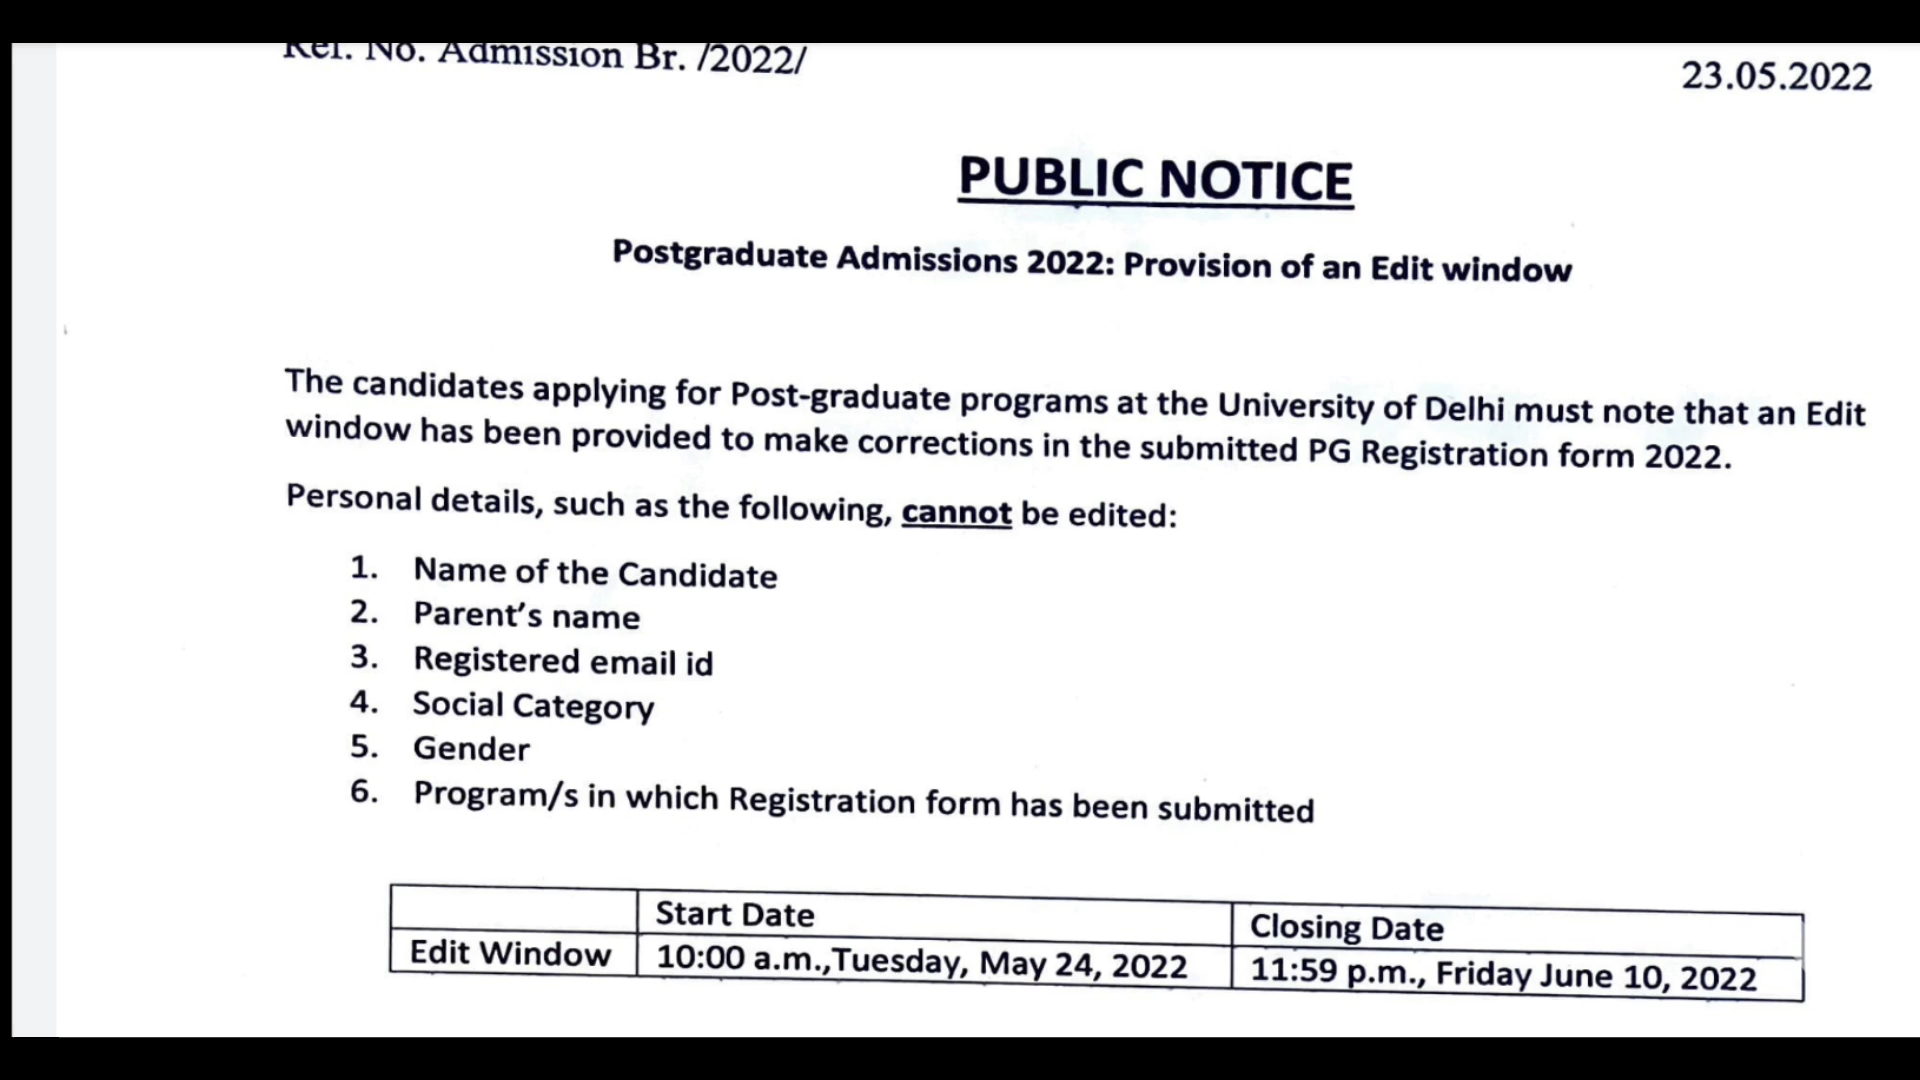 Ref. No. Admission Br. /2022/
23.05.2022
PUBLIC NOTICE
Postgraduate Admissions 2022: Provision of an Edit window
The candidates applying for Post-graduate programs at the University of Delhi must note that an Edit
window has been provided to make corrections in the submitted PG Registration form 2022.
Personal details, such as the following, cannot be edited:
1. Name of the Candidate
2. Parent's name
3. Registered email id
4. Social Category
5. Gender
6. Program/s in which Registration form has been submitted
Start Date
Closing Date
Edit Window
10:00 a.m.,Tuesday, May 24, 2022
11:59 p.m., Friday June 10, 2022